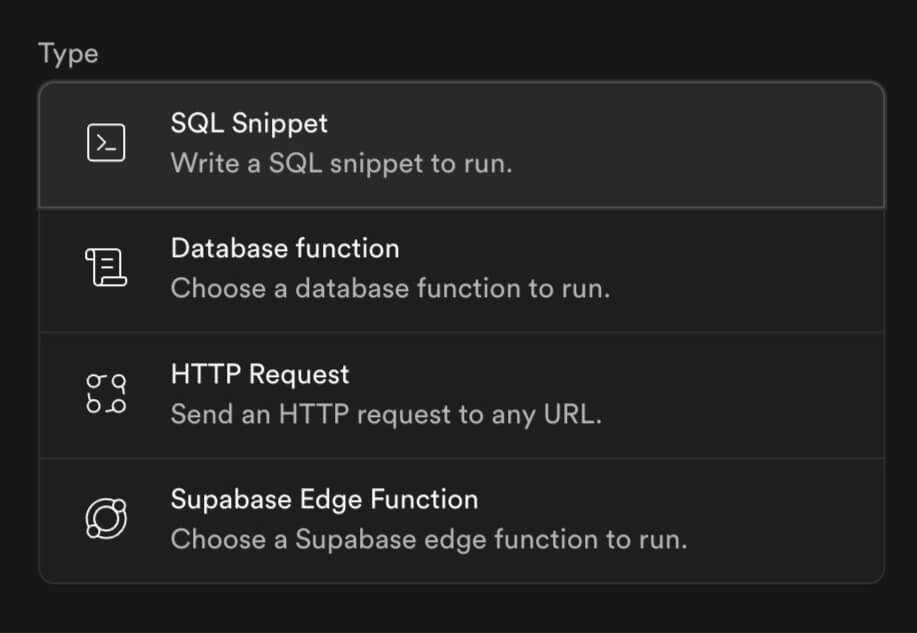 Type
SQL Snippet
Write a SQL snippet to run.
Database function
Choose a database function to run.
HTTP Request
Send an HTTP request to any URL.
Supabase Edge Function
Choose a Supabase edge function to run.